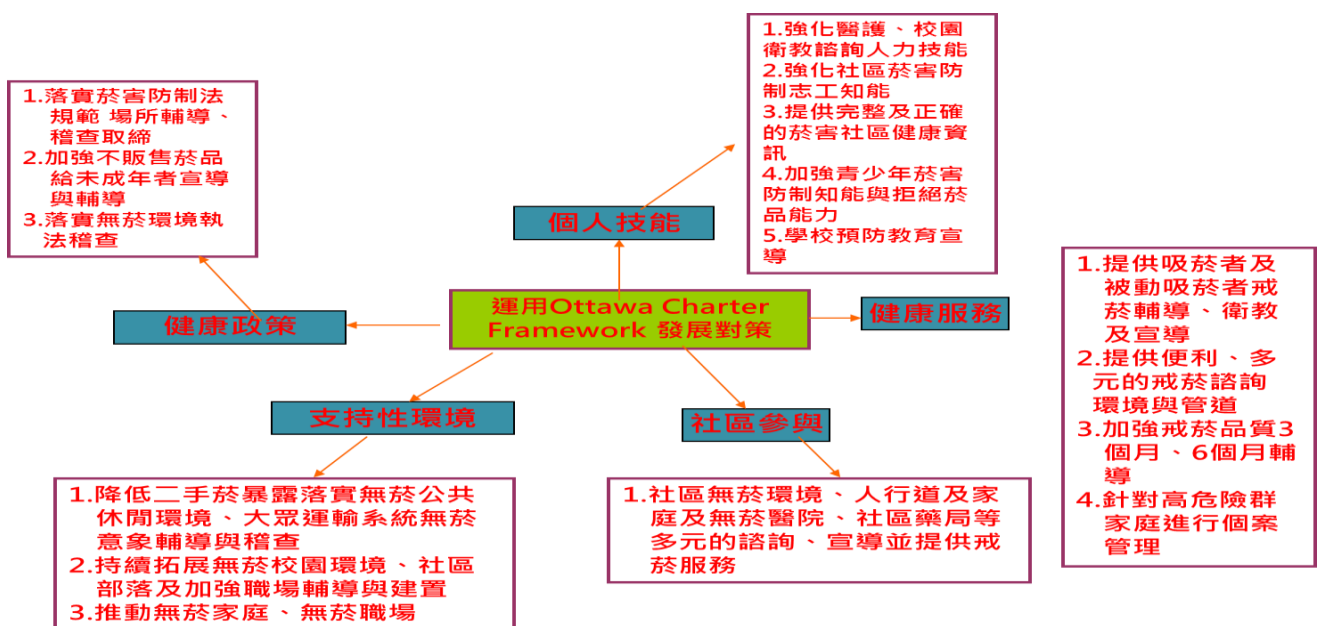 1.強化醫護、校園
衛教諮詢人力技能
2.強化社區菸害防
制志工知能
3.提供完整及正確
的菸害社區健康資
訊
4.加強青少年菸害
防制知能與拒絕菸
品能力
5.學校預防教育宣
導
1.落實菸害防制法
規範 場所輔導、
稽查取締
2.加強不販售菸品
給未成年者宣導
與輔導
3.落實無菸環境執
法稽查
個人技能
運用Ottawa Charter
Framework 發展對策
健康政策
健康服務
1.提供吸菸者及
被動吸菸者戒
菸輔導、衛教
及宣導
2.提供便利、多
元的戒菸諮詢
環境與管道
3.加強戒菸品質3
個月、6個月輔
導
4.針對高危險群
家庭進行個案
管理
支持性環境
社區參與
1.降低二手菸暴露落實無菸公共
休閒環境、大眾運輸系統無菸
意象輔導與稽查
2.持續拓展無菸校園環境、社區
部落及加強職場輔導與建置
3.推動無菸家庭、無菸職場
1.社區無菸環境、人行道及家
庭及無菸醫院、社區藥局等
多元的諮詢、宣導並提供戒
菸服務